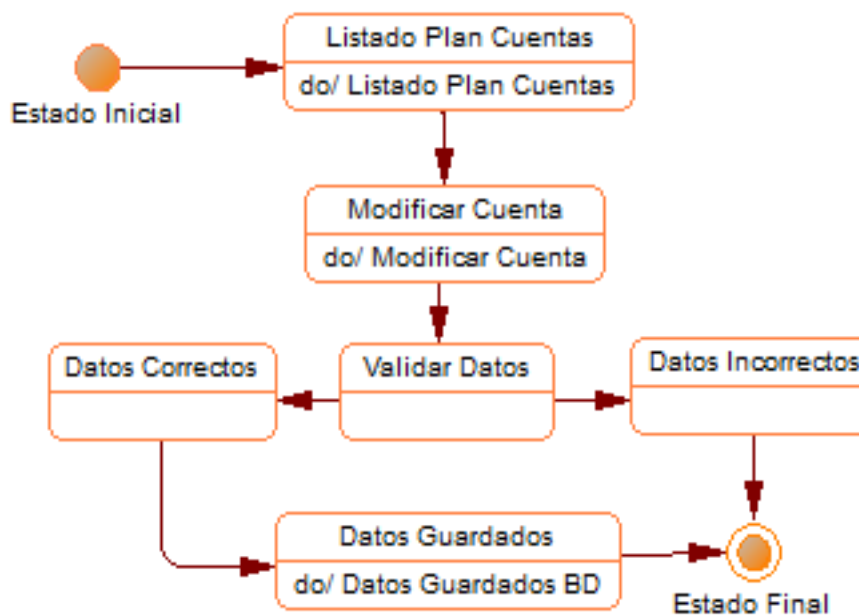 Listado Plan Cuentas
do/ Listado Plan Cuentas
Estado Inicial
Modificar Cuenta
do/ Modificar Cuenta
Datos Correctos
Validar Datos
Datos Incorrectos
Datos Guardados
do/ Datos Guardados BD
Estado Final